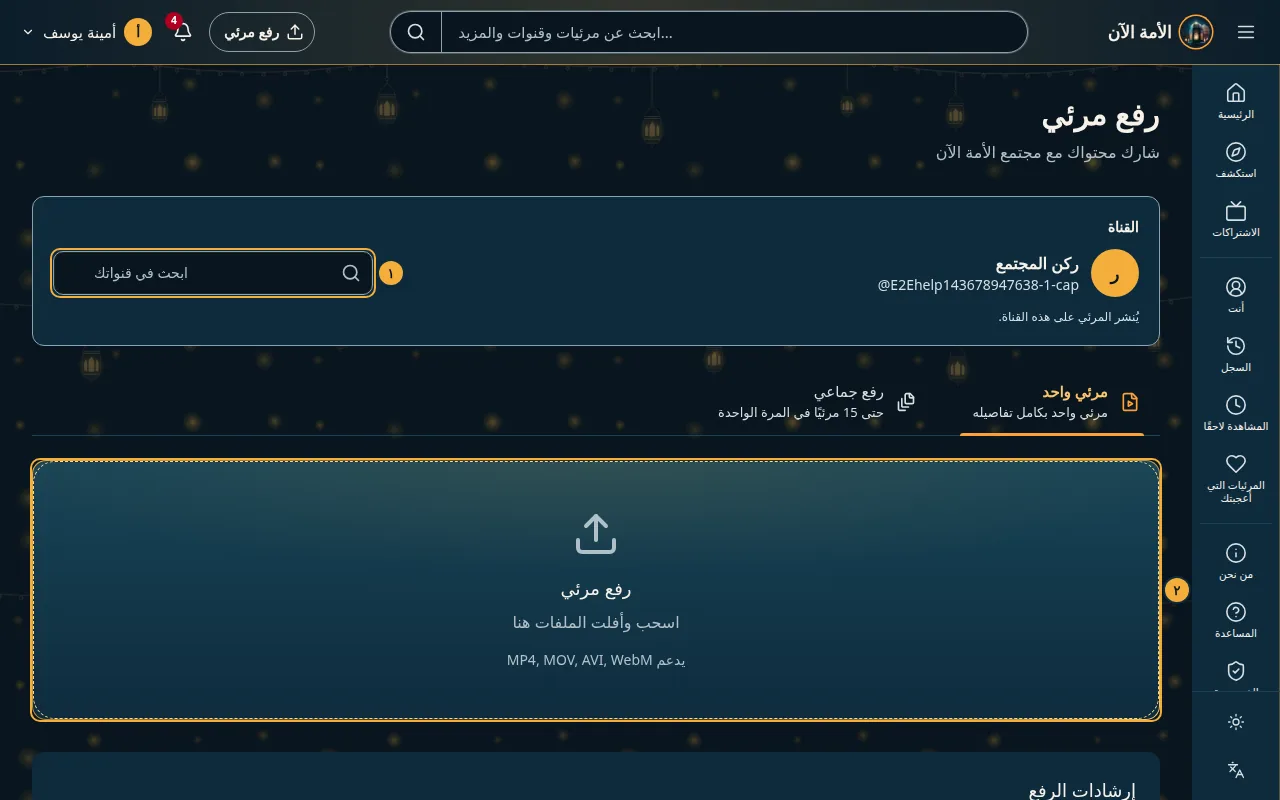 الأمة الآن
ابحث عن مرئيات وقنوات والمزيد...
رفع مرئي
4
أ
أمينة يوسف
الرئيسية
استكشف
الاشتراكات
أنت
السجل
المشاهدة لاحقًا
المرئيات التي
أعجبتك
من نحن
المساعدة
رفع مرئي
شارك محتواك مع مجتمع الأمة الآن
القناة
ر
ركن المجتمع
@E2Ehelp143678947638-1-cap
يُنشر المرئي على هذه القناة.
١
ابحث في قنواتك
مرئي واحد
مرئي واحد بكامل تفاصيله
رفع جماعي
حتى 15 مرئيًا في المرة الواحدة
٢
رفع مرئي
اسحب وأفلت الملفات هنا
يدعم MP4, MOV, AVI, WebM
إرشادات الرفع